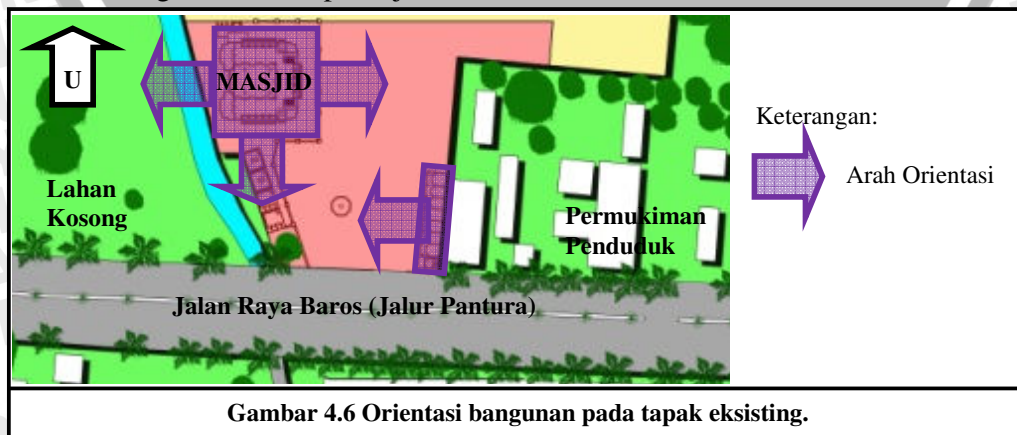 U
MASJID
Keterangan:
Arah Orientasi
Lahan
Kosong
Permukiman
Penduduk
Jalan Raya Baros (Jalur Pantura)
Gambar 4.6 Orientasi bangunan pada tapak eksisting.